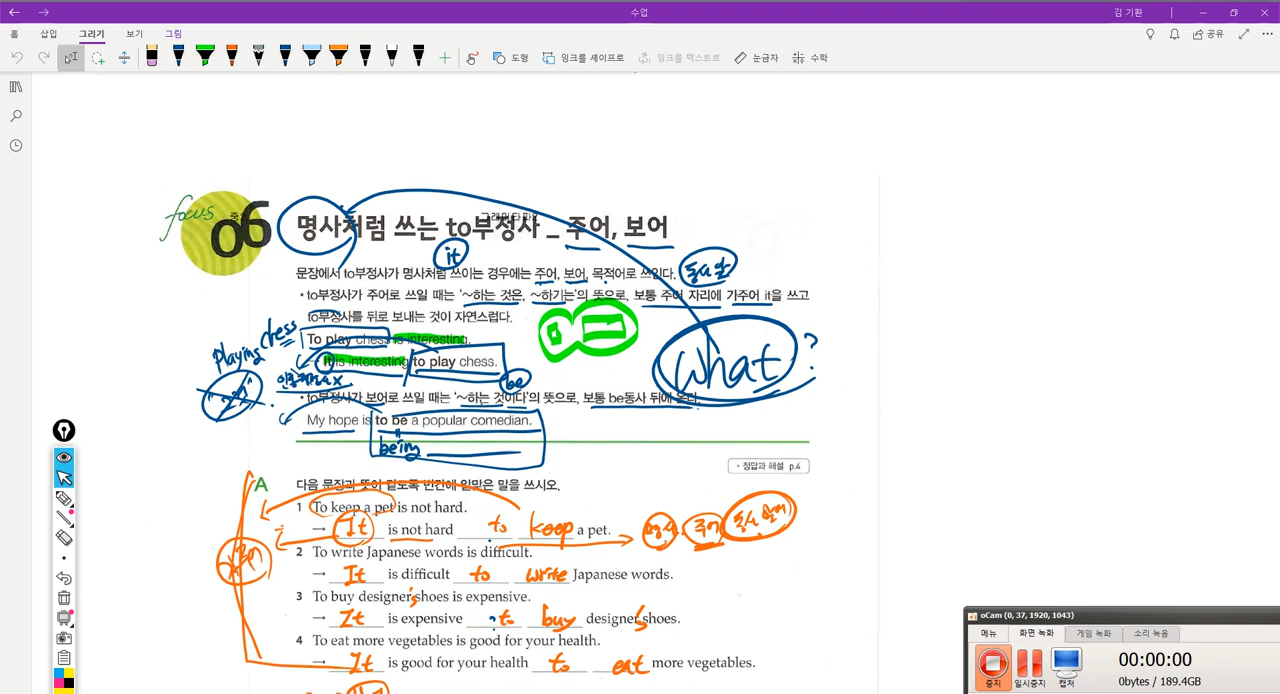 수업
김 기환
홈 삽입 그리기 보기 그림
공유
도형 잉크를 셰이프로 잉크를 텍스트로 눈금자 수학
focus
06 명사처럼 쓰는 to부정사 _ 주어, 보어
it
문장에서 to부정사가 명사처럼 쓰이는 경우에는 주어, 보어, 목적어로 쓰인다.
• to부정사가 주어로 쓰일 때는 '~하는 것은, ~하기는'의 뜻으로, 보통 주어 자리에 가주어 it을 쓰고
to부정사를 뒤로 보내는 것이 자연스럽다.
To play chess is interesting.
Playing chess
→ It is interesting to play chess.
what?
be
• to부정사가 보어로 쓰일 때는 '~하는 것이다'의 뜻으로, 보통 be동사 뒤에 온다.
My hope is to be a popular comedian.
being
• 정답과 해설 p.4
A 다음 문장과 뜻이 같도록 빈칸에 알맞은 말을 쓰시오.
1 To keep a pet is not hard.
→ It is not hard to keep a pet.
명사 주어
2 To write Japanese words is difficult.
→ It is difficult to write Japanese words.
3 To buy designer's shoes is expensive.
→ It is expensive to buy designer's shoes.
4 To eat more vegetables is good for your health.
→ It is good for your health to eat more vegetables.
oCam (0, 37, 1920, 1043)
메뉴 화면 녹화 게임 녹화 소리 녹음
중지 일시중지 캡처
00:00:00
0bytes / 189.4GB